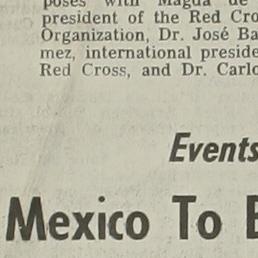 poses with Magda de
president of the Red Cro
Organization, Dr. José Ba
mez, international preside
Red Cross, and Dr. Carlo
Events
Mexico To